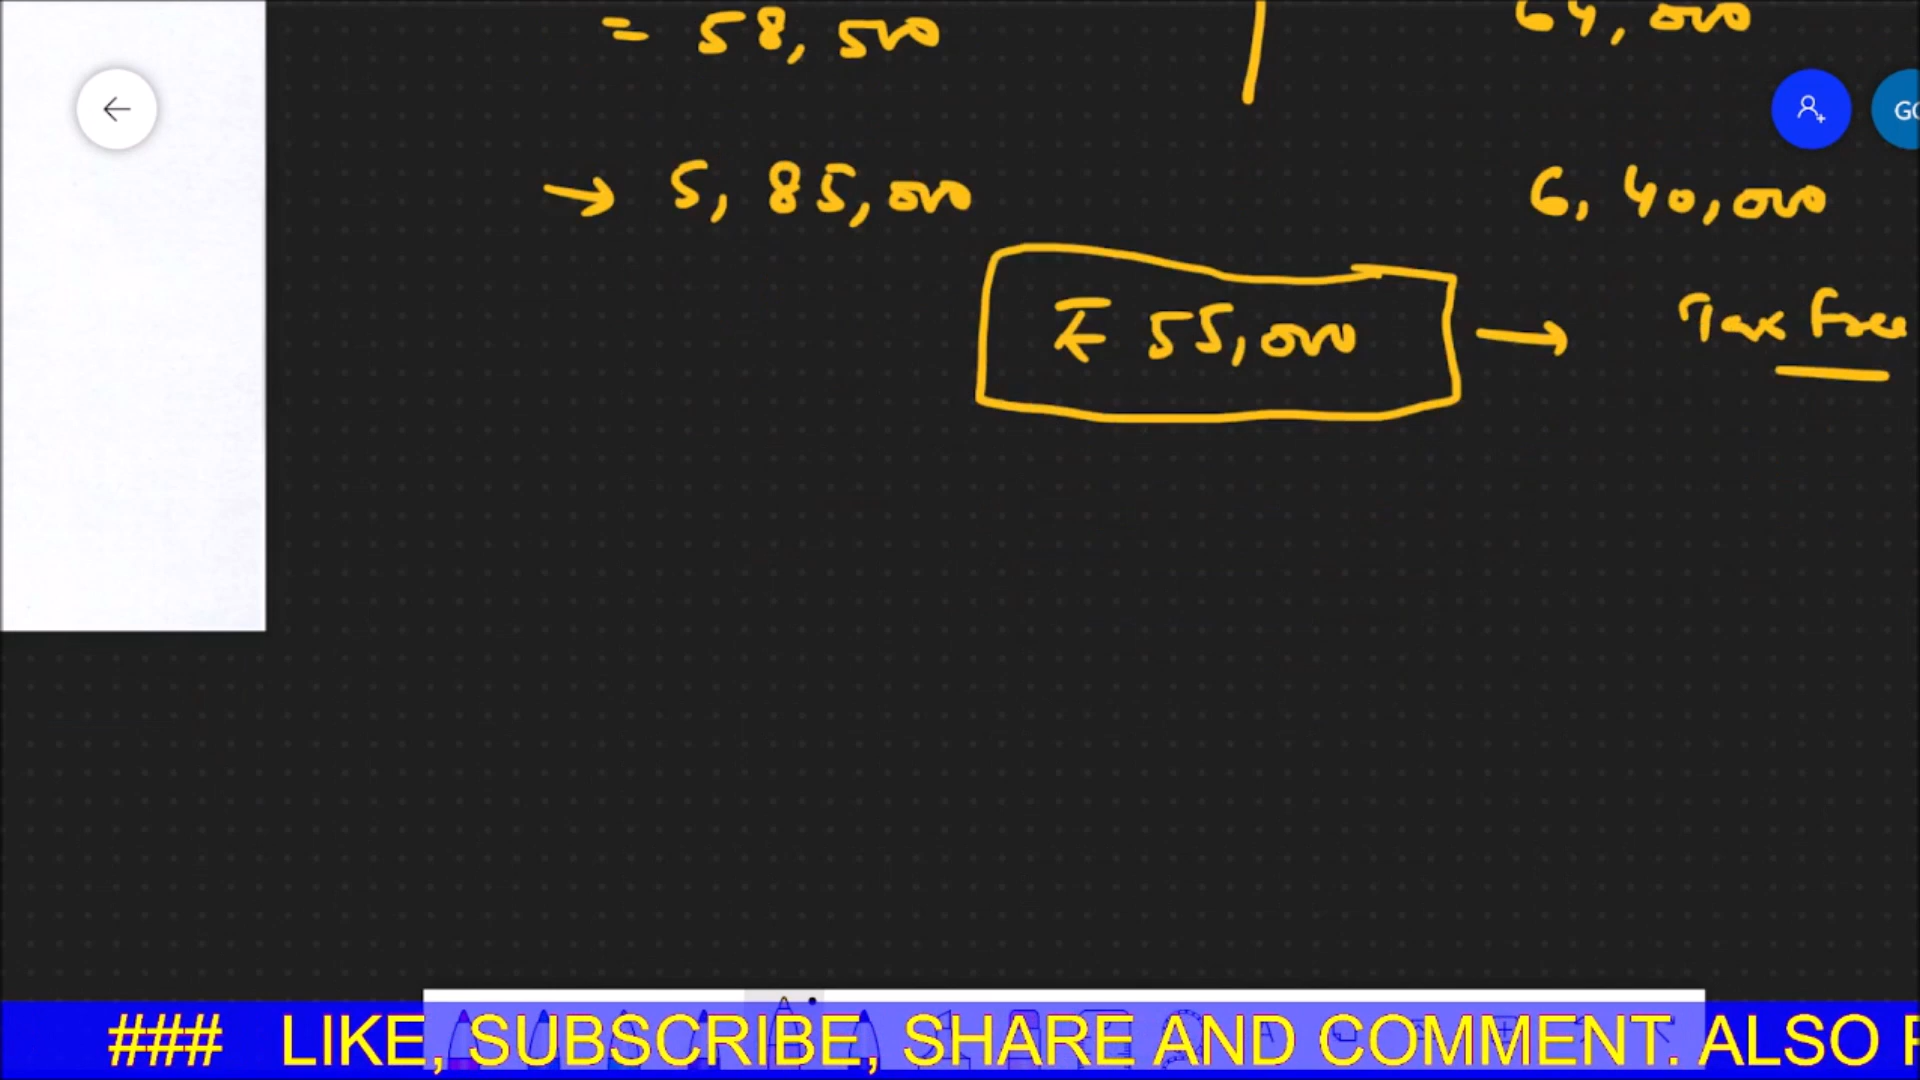 = 58,500
64,000
GC
→ 5,85,000
6,40,000
₹ 55,000 → Tax Free
### LIKE, SUBSCRIBE, SHARE AND COMMENT. ALSO